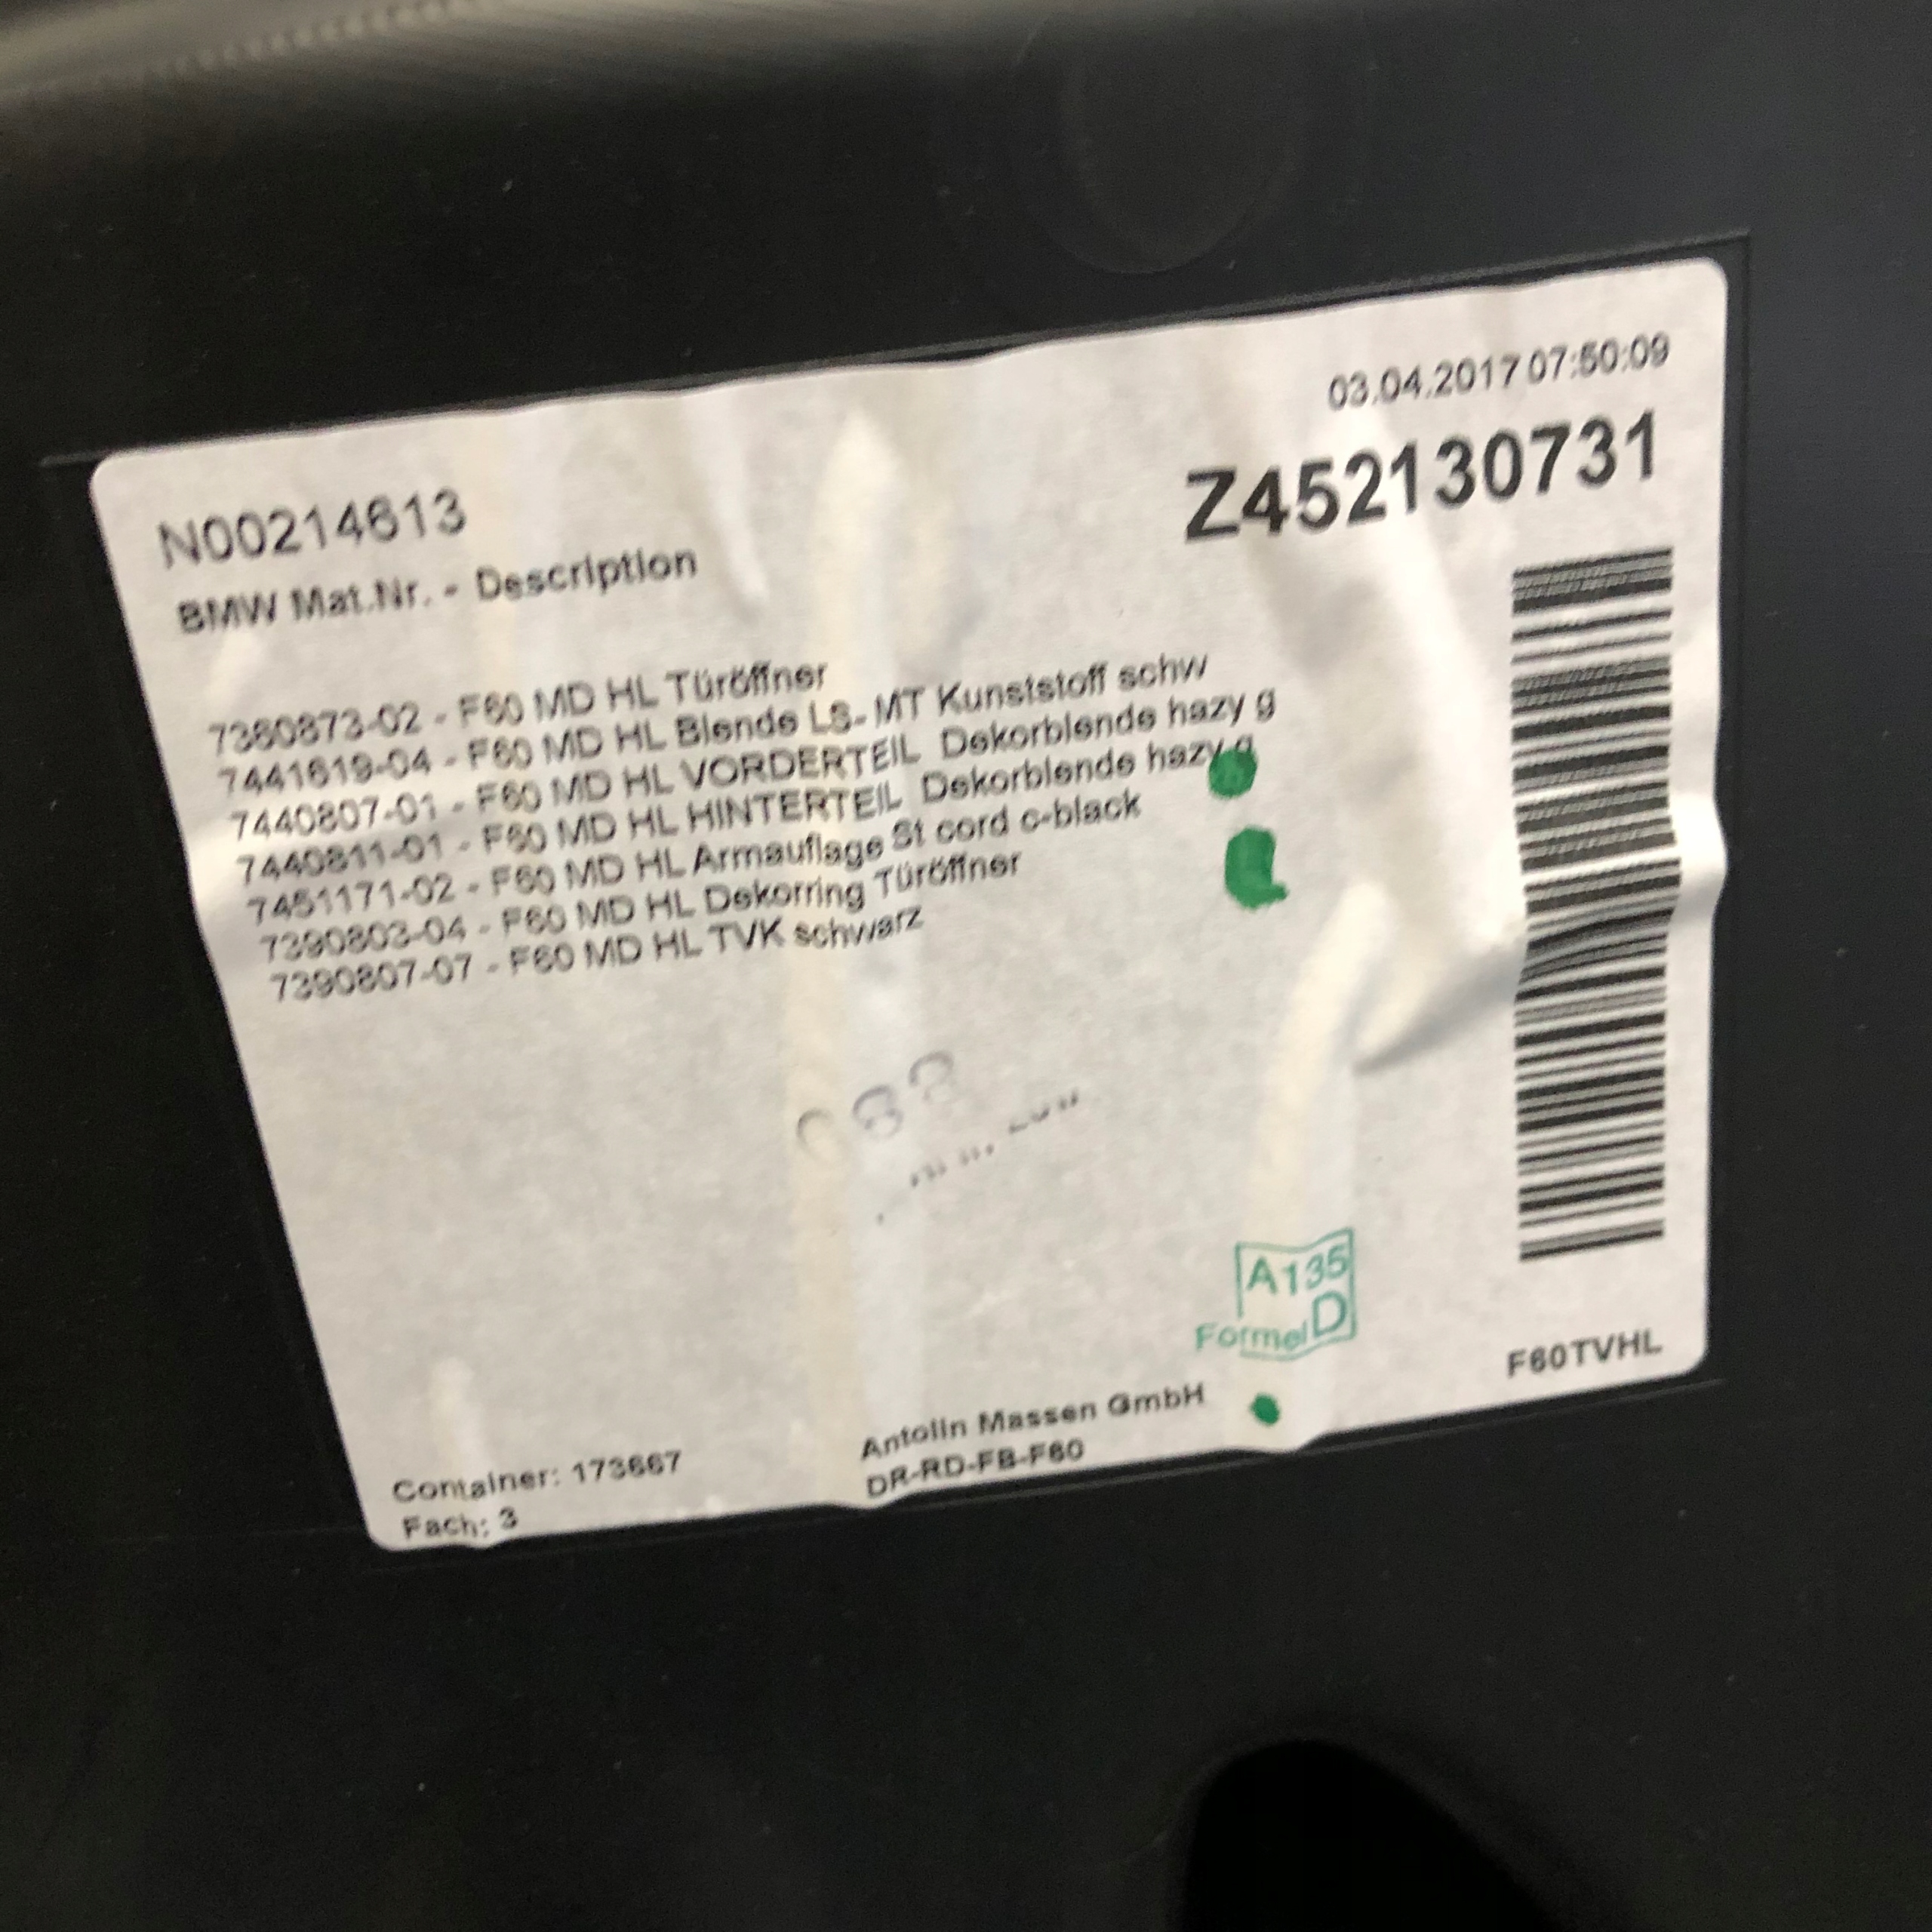 03.04.2017 07:50:09
Z452130731
N00214613
BMW Mat.Nr. - Description
7360873-02 - F60 MD HL Türöffner
7441619-04 - F60 MD HL Blende LS- MT Kunststoff schw
7440807-01 - F60 MD HL VORDERTEIL Dekorblende hazy g
7440811-01 - F60 MD HL HINTERTEIL Dekorblende hazy g
7451171-02 - F60 MD HL Armauflage St cord c-black
7390803-04 - F60 MD HL Dekorring Türöffner
7390807-07 - F60 MD HL TVK schwarz
A135
FormelD
F60TVHL
Container: 173667
Fach: 3
Antolin Massen GmbH
DR-RD-FB-F60